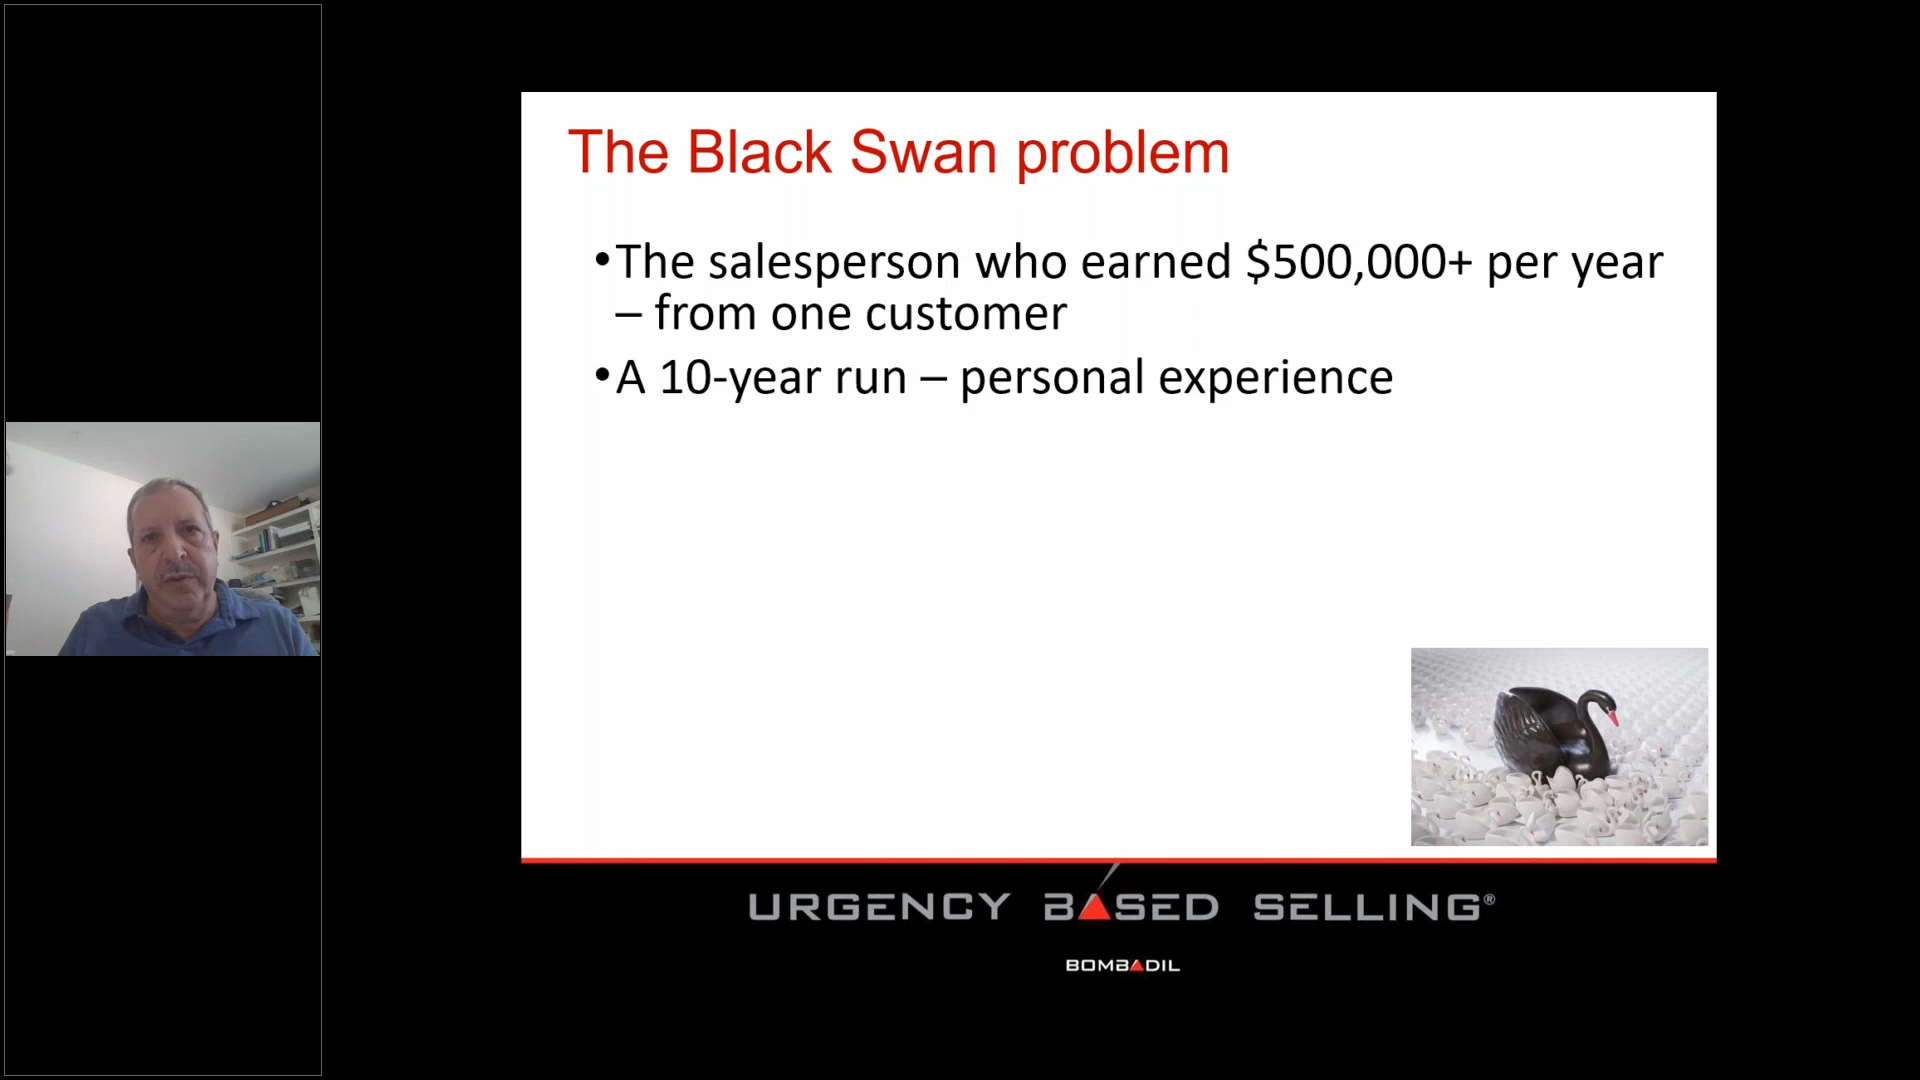 The Black Swan problem
•The salesperson who earned $500,000+ per year
– from one customer
•A 10-year run – personal experience
URGENCY BASED SELLING®
BOMBADIL